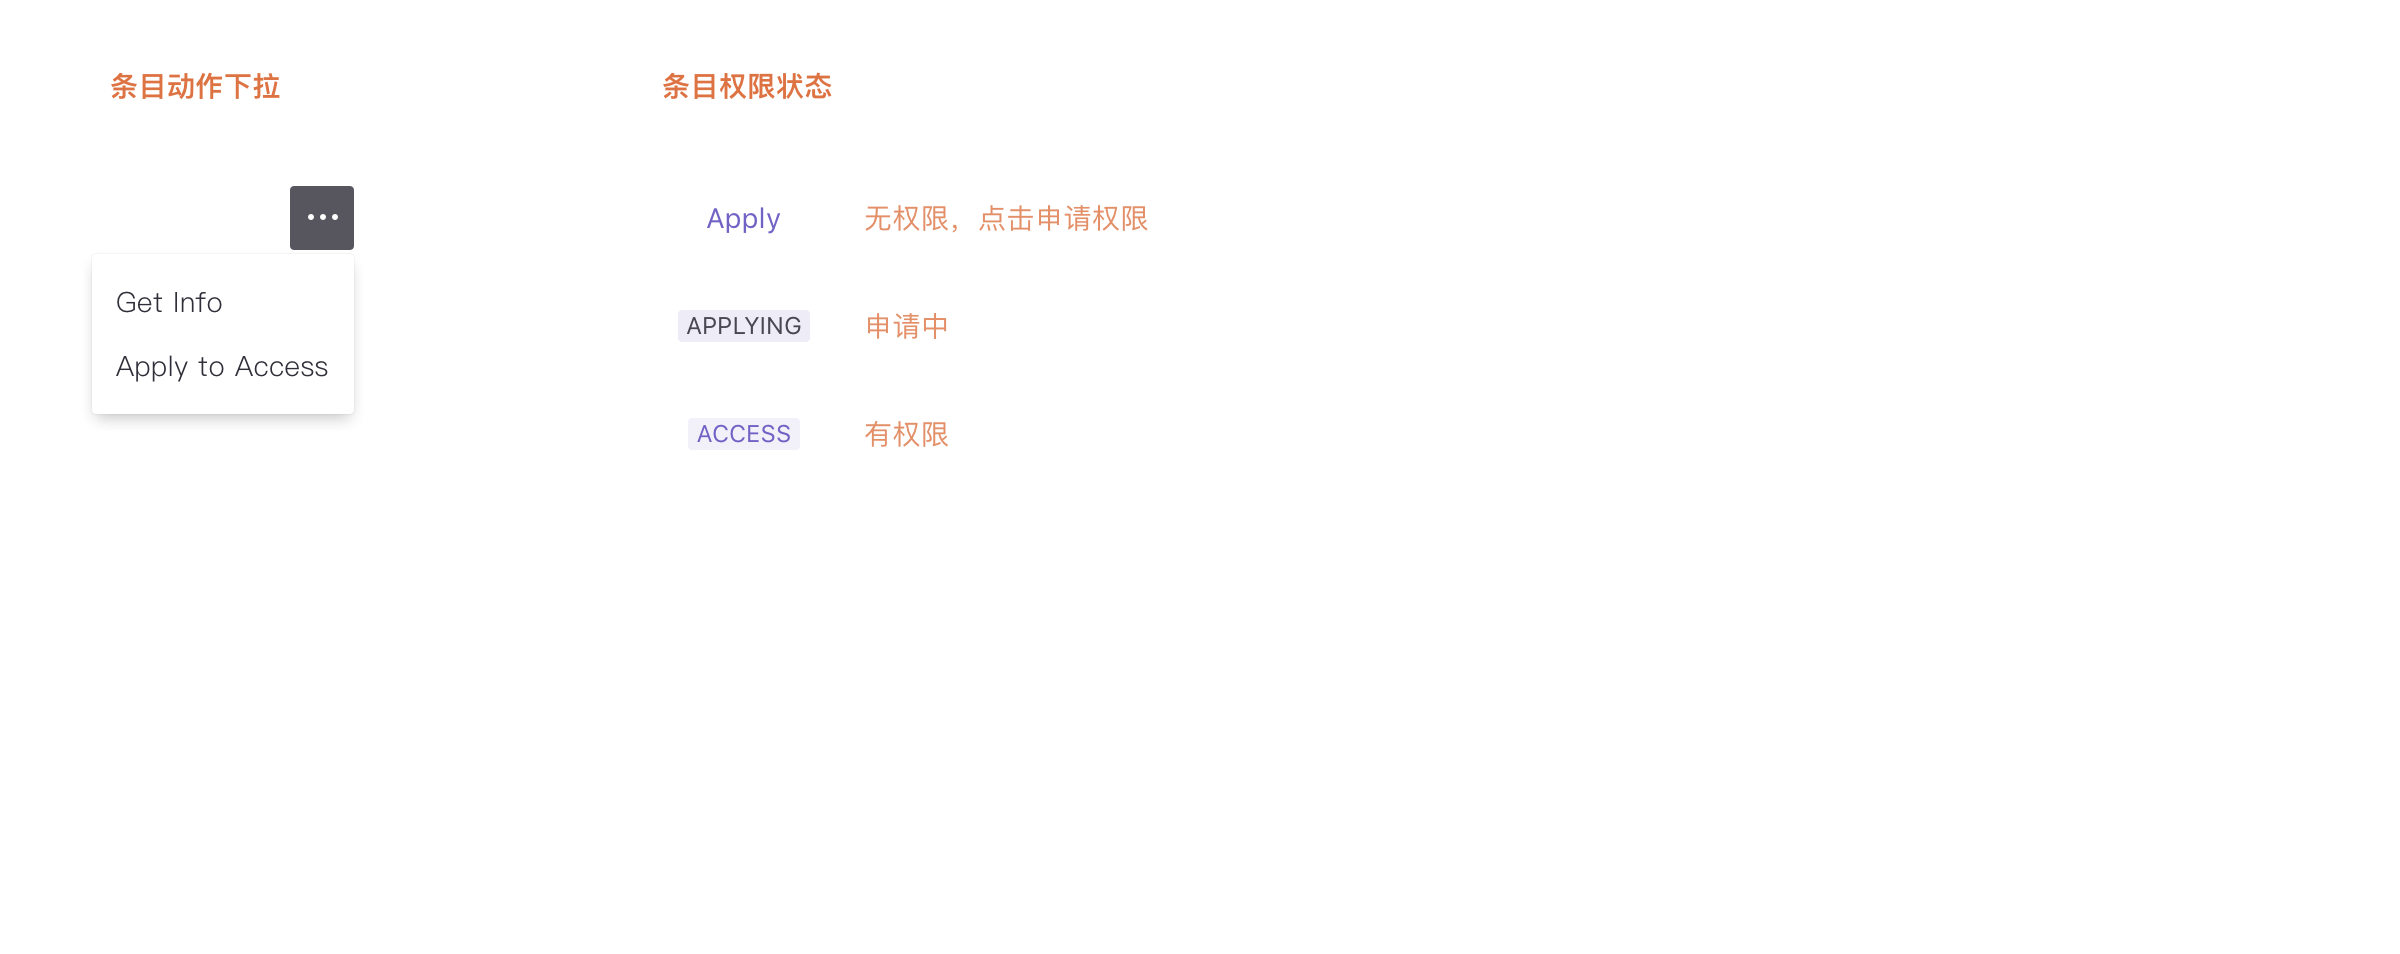 条目动作下拉
Get Info
Apply to Access
条目权限状态
Apply 无权限，点击申请权限
APPLYING 申请中
ACCESS 有权限